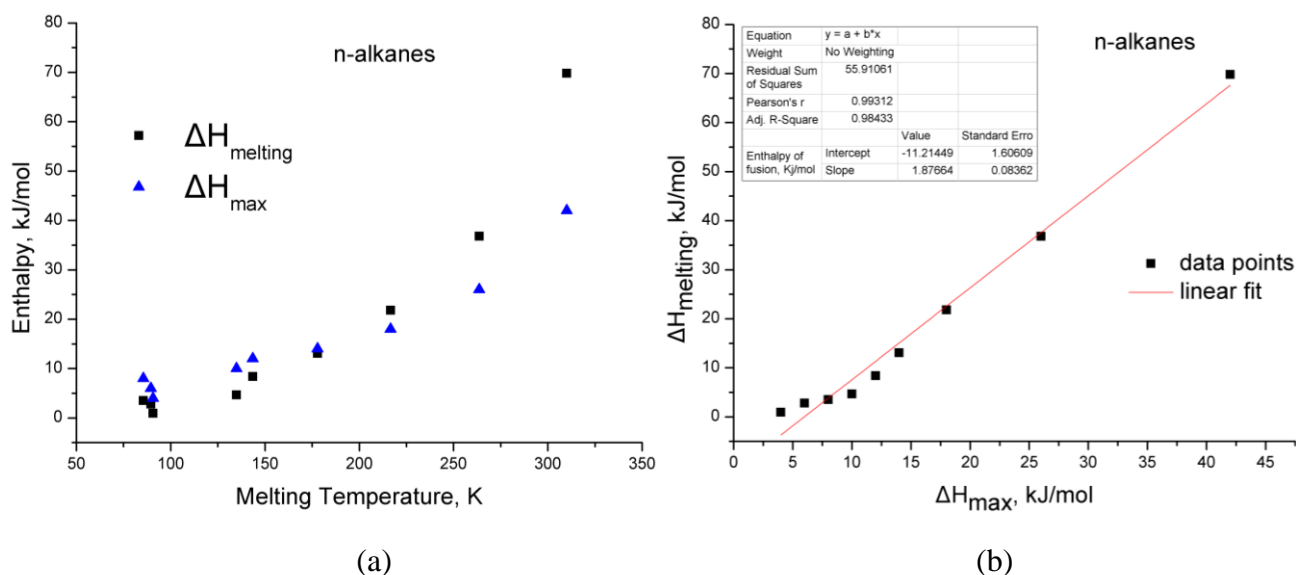 n-alkanes
ΔHmelting
ΔHmax
Enthalpy, kJ/mol
80
70
60
50
40
30
20
10
0
50 100 150 200 250 300 350
Melting Temperature, K
(a)
Equation y = a + b*x
Weight No Weighting
Residual Sum of Squares 55.91061
Pearson's r 0.99312
Adj. R-Square 0.98433
Value Standard Erro
Enthalpy of fusion, Kj/mol Intercept -11.21449 1.60609
Slope 1.87664 0.08362
n-alkanes
data points
linear fit
ΔHmelting, kJ/mol
80
70
60
50
40
30
20
10
0
0 5 10 15 20 25 30 35 40 45
ΔHmax, kJ/mol
(b)